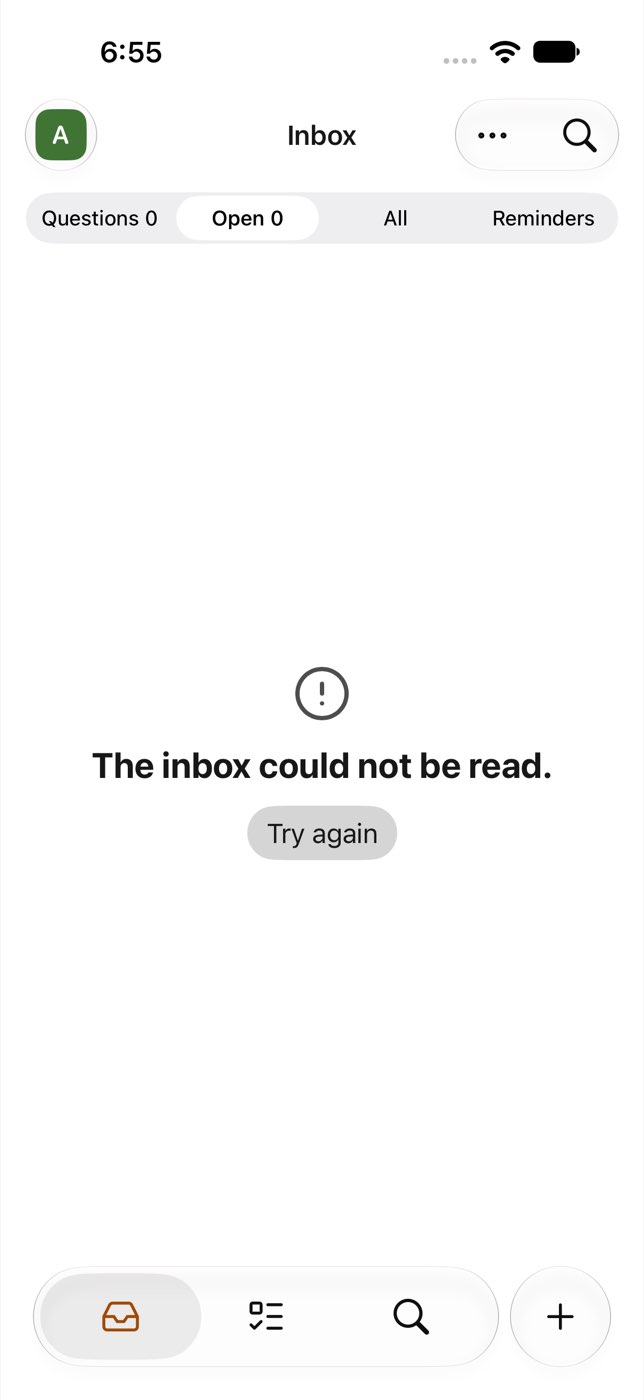 6:55
A
Inbox
Questions 0
Open 0
All
Reminders
The inbox could not be read.
Try again